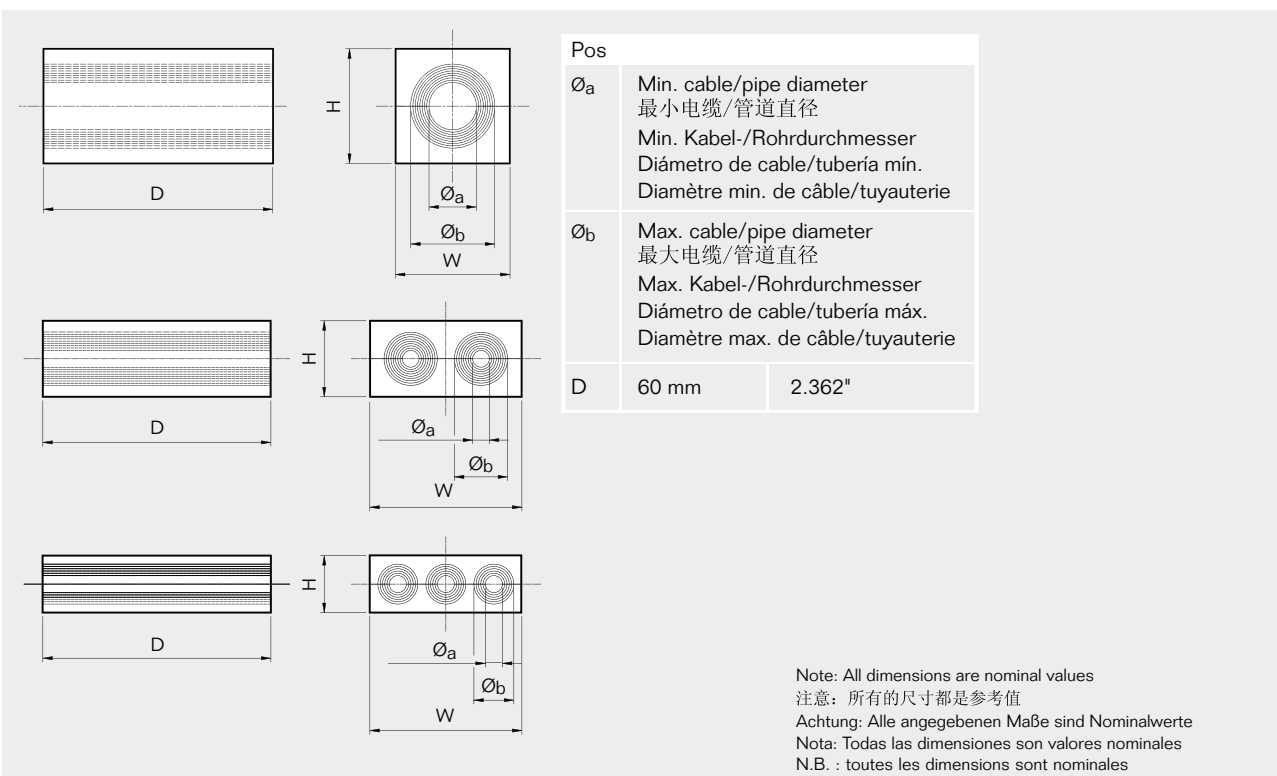 H
D
Øa
Øb
W
Pos
Øa
Min. cable/pipe diameter
最小电缆/管道直径
Min. Kabel-/Rohrdurchmesser
Diámetro de cable/tubería mín.
Diamètre min. de câble/tuyauterie
Øb
Max. cable/pipe diameter
最大电缆/管道直径
Max. Kabel-/Rohrdurchmesser
Diámetro de cable/tubería máx.
Diamètre max. de câble/tuyauterie
D 60 mm 2.362"
H
D
Øa
Øb
W
H
D
Øa
Øb
W
Note: All dimensions are nominal values
注意：所有的尺寸都是参考值
Achtung: Alle angegebenen Maße sind Nominalwerte
Nota: Todas las dimensiones son valores nominales
N.B. : toutes les dimensions sont nominales